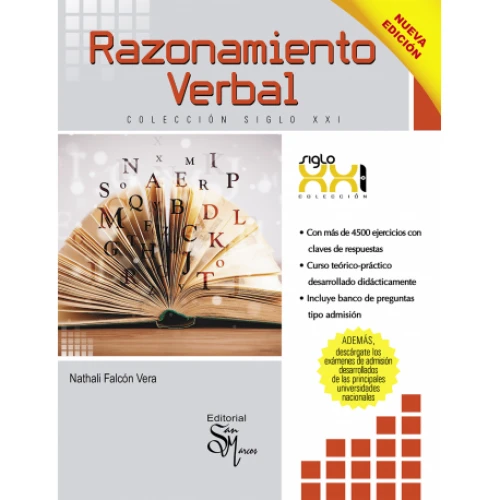 NUEVA
EDICIÓN
Razonamiento
Verbal
COLECCIÓN SIGLO XXI
siglo
XXI
COLECCIÓN
• Con más de 4500 ejercicios con
claves de respuestas
• Curso teórico-práctico
desarrollado didácticamente
• Incluye banco de preguntas
tipo admisión
ADEMÁS,
descárgate los
exámenes de admisión
desarrollados
de las principales
universidades
nacionales
Nathali Falcón Vera
Editorial
San
Marcos
S N A I P
M O R U E
G H A D S R
J K T